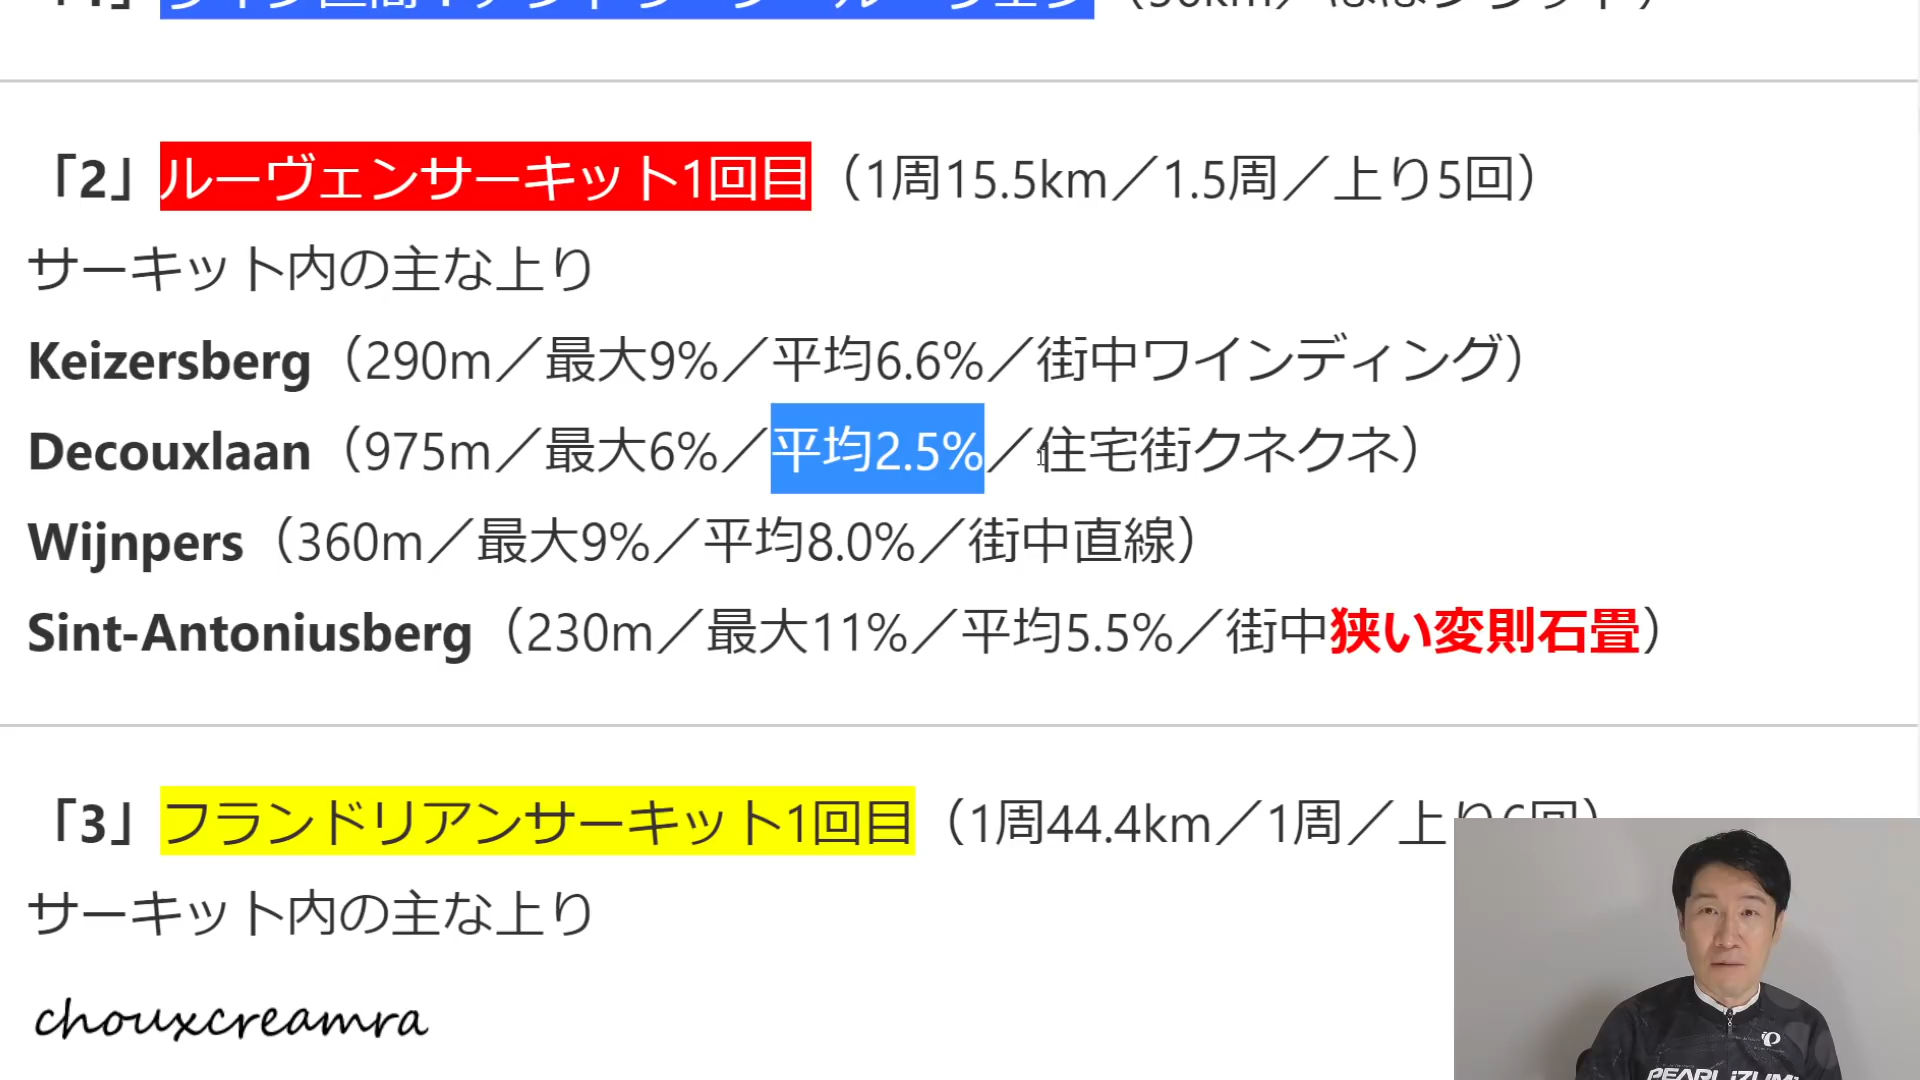 「2」ルーヴェンサーキット1回目（1周15.5km／1.5周／上り5回）
サーキット内の主な上り
Keizersberg（290m／最大9%／平均6.6%／街中ワインディング）
Decouxlaan（975m／最大6%／平均2.5%／住宅街クネクネ）
Wijnpers（360m／最大9%／平均8.0%／街中直線）
Sint-Antoniusberg（230m／最大11%／平均5.5%／街中狭い変則石畳）
「3」フランドリアンサーキット1回目（1周44.4km／1周／上り6回）
サーキット内の主な上り
chouxcreamra
PEARL iZUMi